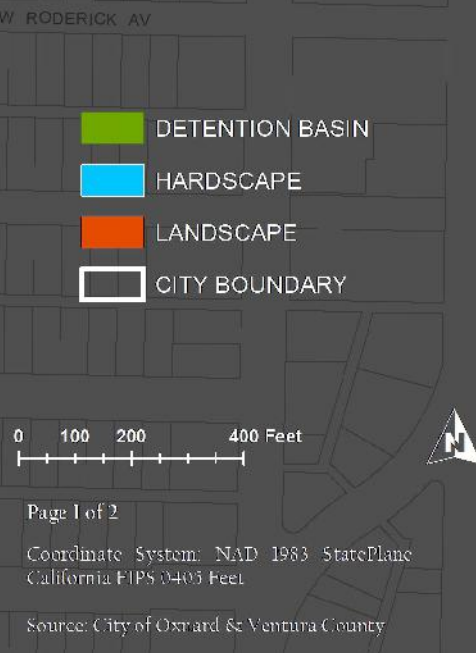 W RODERICK AV
DETENTION BASIN
HARDSCAPE
LANDSCAPE
CITY BOUNDARY
0 100 200 400 Feet
N
Page 1 of 2
Coordinate System: NAD 1983 StatePlane
California FIPS 0405 Feet
Source: City of Oxnard & Ventura County